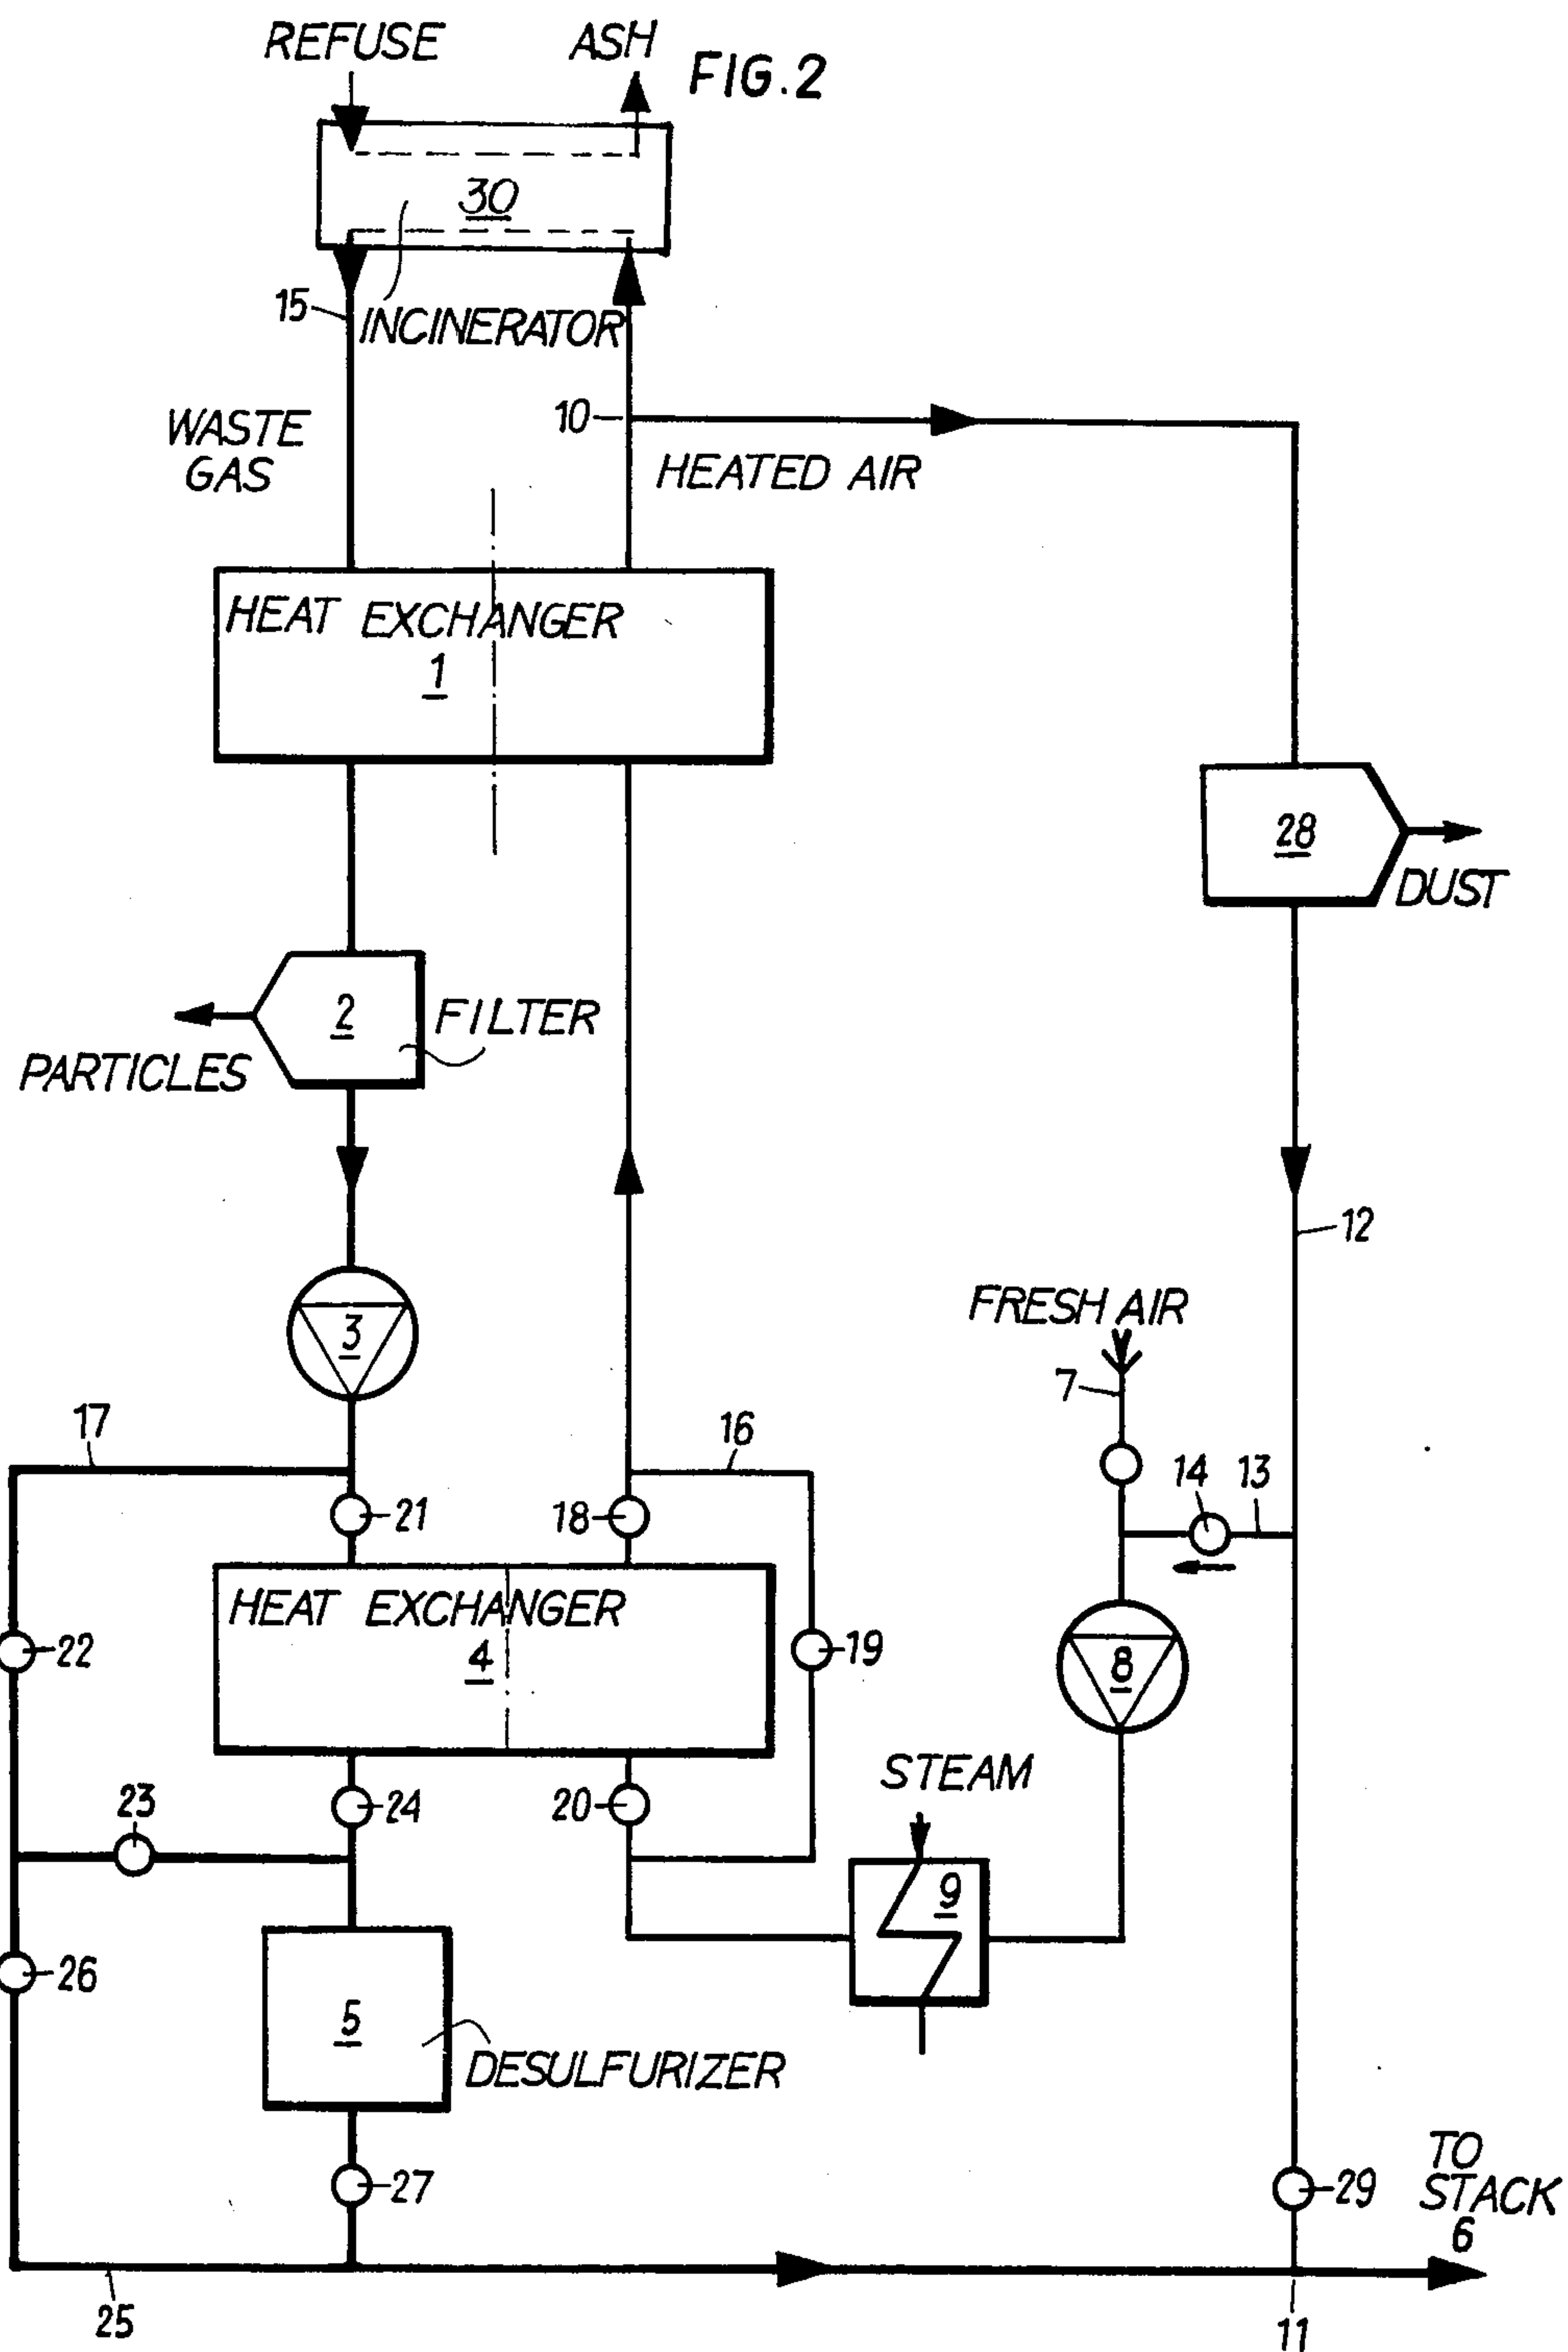 REFUSE
ASH
FIG.2
30
15
INCINERATOR
10
WASTE
GAS
HEATED AIR
HEAT EXCHANGER
1
28
DUST
2
FILTER
PARTICLES
12
3
FRESH AIR
7
17
16
21
18
14
13
HEAT EXCHANGER
4
22
19
8
STEAM
23
24
20
9
26
5
DESULFURIZER
27
29
TO
STACK
6
25
11